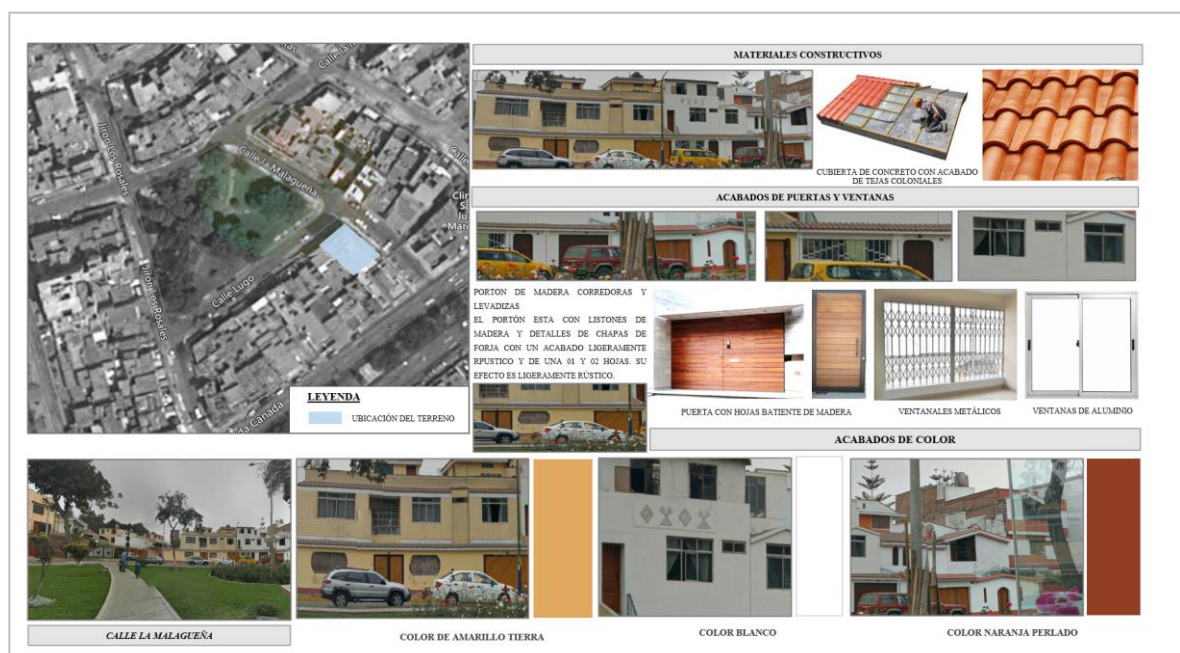 MATERIALES CONSTRUCTIVOS
CUBIERTA DE CONCRETO CON ACABADO
DE TEJAS COLONIALES
Calle la Malagueña
Jiron Los Rosales
Jiron Los Rosales
Calle Lugo
da Canada
LEYENDA
UBICACIÓN DEL TERRENO
ACABADOS DE PUERTAS Y VENTANAS
PORTON DE MADERA CORREDORAS Y
LEVADIZAS
EL PORTÓN ESTA CON LISTONES DE
MADERA Y DETALLES DE CHAPAS DE
FORJA CON UN ACABADO LIGERAMENTE
RPUSTICO Y DE UNA 01 Y 02 HOJAS. SU
EFECTO ES LIGERAMENTE RÚSTICO.
PUERTA CON HOJAS BATIENTE DE MADERA
VENTANALES METÁLICOS
VENTANAS DE ALUMINIO
ACABADOS DE COLOR
CALLE LA MALAGUEÑA
COLOR DE AMARILLO TIERRA
COLOR BLANCO
COLOR NARANJA PERLADO